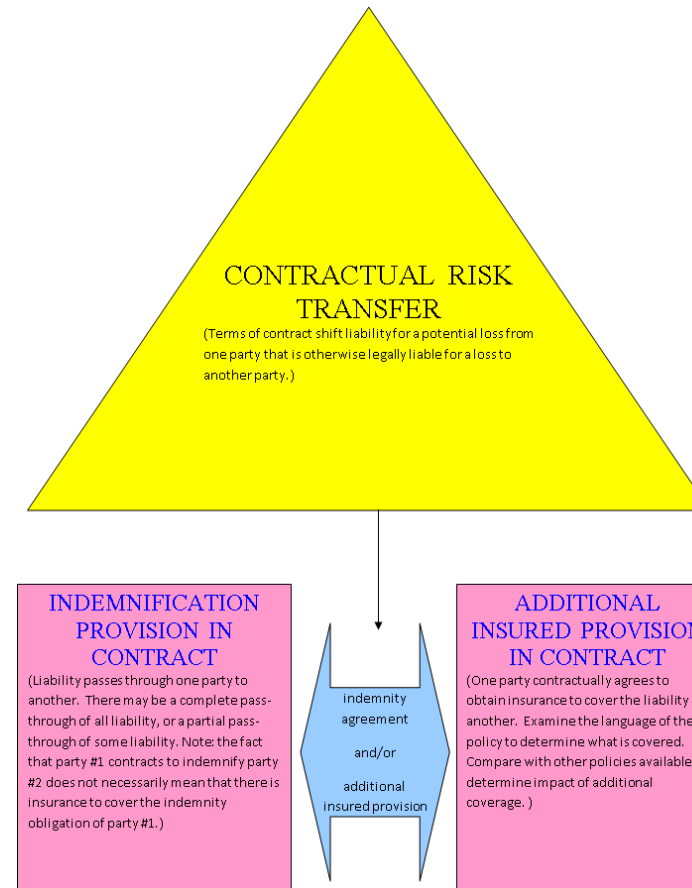 CONTRACTUAL RISK
TRANSFER
(Terms of contract shift liability for a potential loss from
one party that is otherwise legally liable for a loss to
another party.)
INDEMNIFICATION
PROVISION IN
CONTRACT
(Liability passes through one party to
another. There may be a complete pass-
through of all liability, or a partial pass-
through of some liability. Note: the fact
that party #1 contracts to indemnify party
#2 does not necessarily mean that there is
insurance to cover the indemnity
obligation of party #1.)
indemnity
agreement
and/or
additional
insured provision
ADDITIONAL
INSURED PROVISION
IN CONTRACT
(One party contractually agrees to
obtain insurance to cover the liability
another. Examine the language of the
policy to determine what is covered.
Compare with other policies available
determine impact of additional
coverage. )